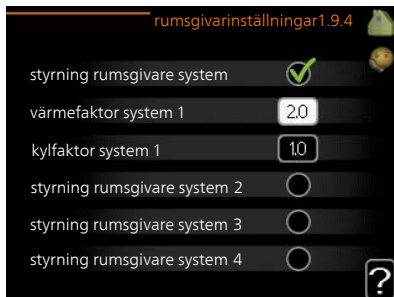 rumsgivarinställningar1.9.4
styrning rumsgivare system
värmefaktor system 1
2.0
kylfaktor system 1
1.0
styrning rumsgivare system 2
styrning rumsgivare system 3
styrning rumsgivare system 4
?